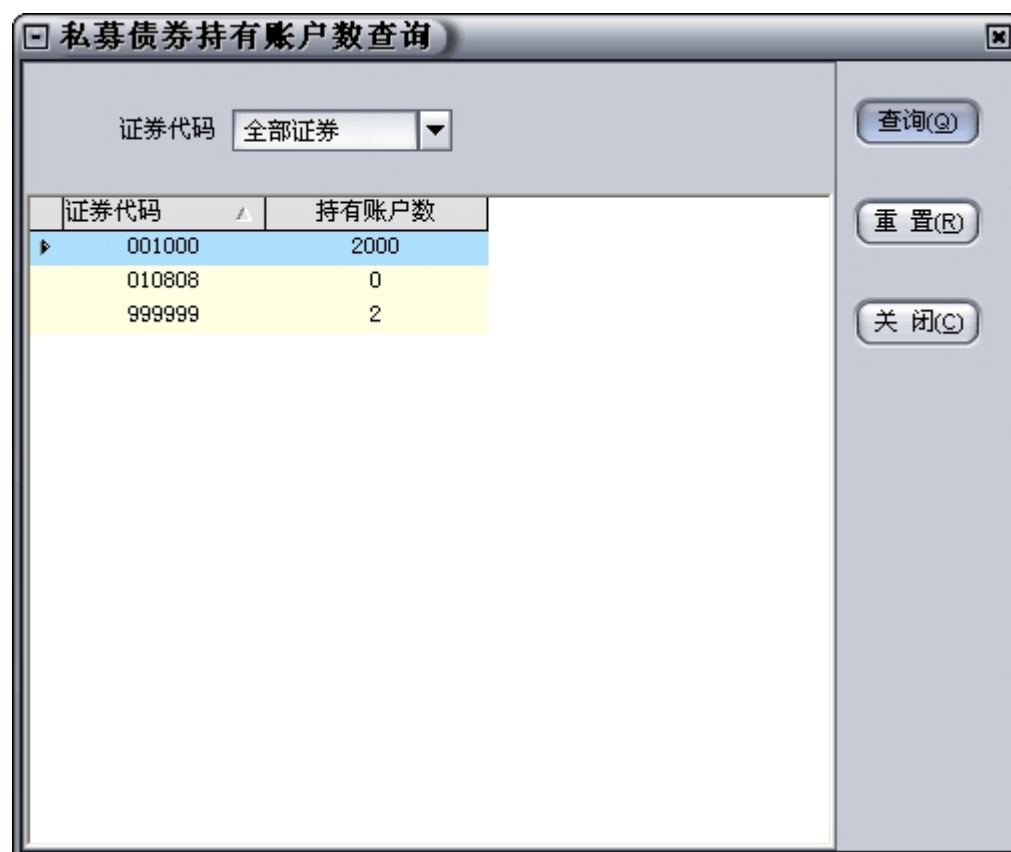 私募债券持有账户数查询
证券代码 全部证券
查询(Q)
证券代码 持有账户数
重 置(R)
001000 2000
010808 0
999999 2
关 闭(C)